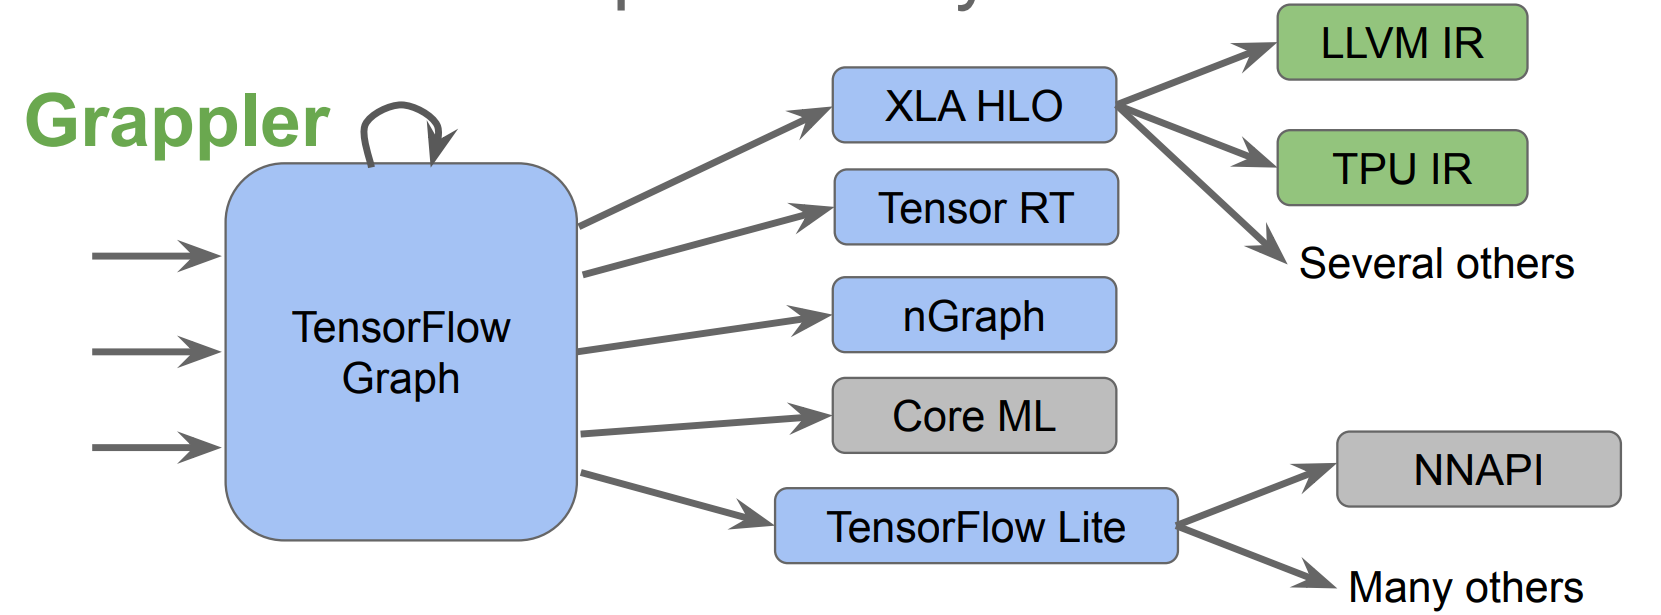 Grappler
TensorFlow
Graph
XLA HLO
Tensor RT
nGraph
Core ML
TensorFlow Lite
LLVM IR
TPU IR
Several others
NNAPI
Many others